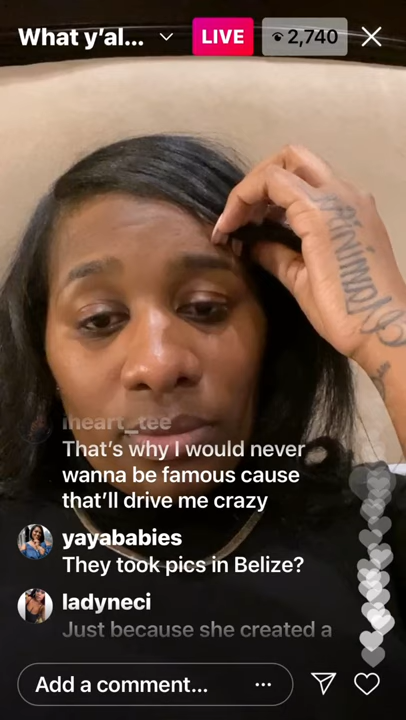 What y'al...
LIVE
2,740
iheart_tee
That's why I would never
wanna be famous cause
that'll drive me crazy
yayababies
They took pics in Belize?
ladyneci
Just because she created a
Add a comment...